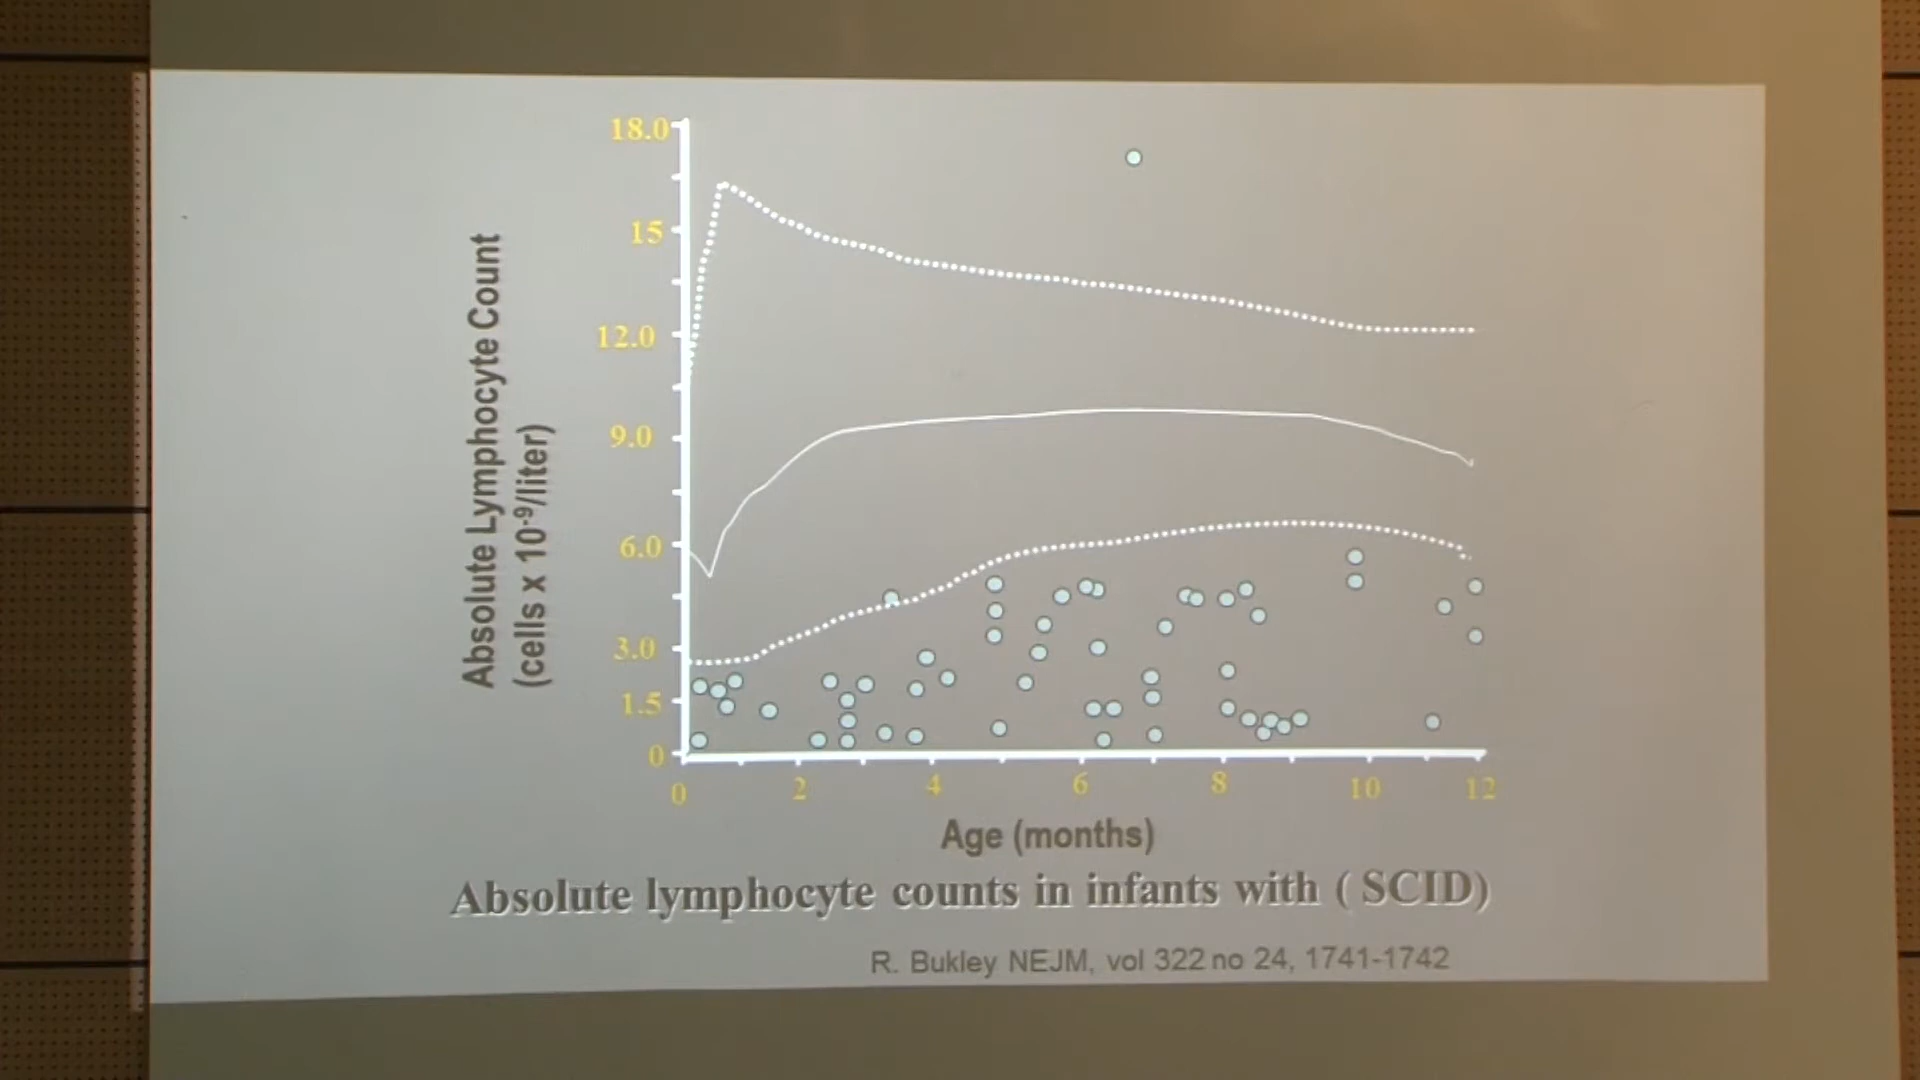 18.0
15
12.0
9.0
6.0
3.0
1.5
0
Absolute Lymphocyte Count
(cells x 10-9/liter)
0 2 4 6 8 10 12
Age (months)
Absolute lymphocyte counts in infants with ( SCID)
R. Bukley NEJM, vol 322 no 24, 1741-1742